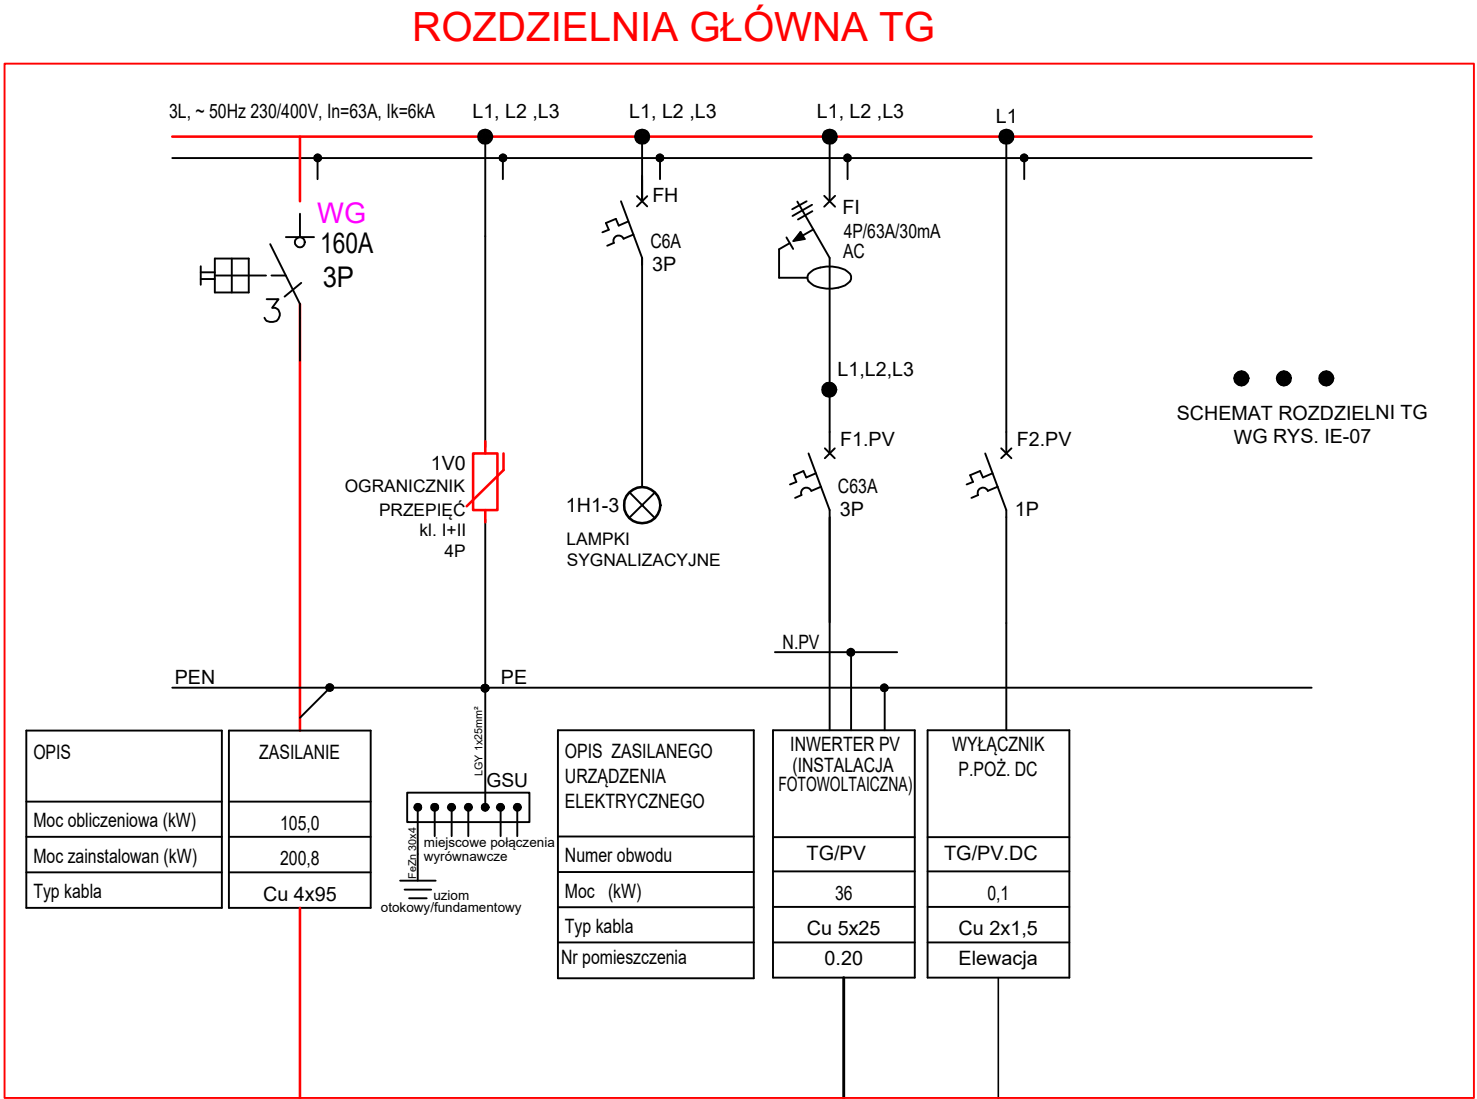 ROZDZIELNIA GŁÓWNA TG
3L, ~ 50Hz 230/400V, In=63A, Ik=6kA
L1, L2 ,L3
L1, L2 ,L3
L1, L2 ,L3
L1
WG
160A
3P
3
FH
C6A
3P
FI
4P/63A/30mA
AC
L1,L2,L3
F1.PV
C63A
3P
F2.PV
1P
SCHEMAT ROZDZIELNI TG
WG RYS. IE-07
1V0
OGRANICZNIK
PRZEPIĘĆ
kl. I+II
4P
1H1-3
LAMPKI
SYGNALIZACYJNE
N.PV
PEN
PE
LGY 1x25mm²
GSU
FeZn 30x4
miejscowe połączenia
wyrównawcze
uziom
otokowy/fundamentowy
OPIS
ZASILANIE
Moc obliczeniowa (kW)
105,0
Moc zainstalowan (kW)
200,8
Typ kabla
Cu 4x95
OPIS ZASILANEGO
URZĄDZENIA
ELEKTRYCZNEGO
INWERTER PV
(INSTALACJA
FOTOWOLTAICZNA)
WYŁĄCZNIK
P.POŻ. DC
Numer obwodu
TG/PV
TG/PV.DC
Moc (kW)
36
0,1
Typ kabla
Cu 5x25
Cu 2x1,5
Nr pomieszczenia
0.20
Elewacja